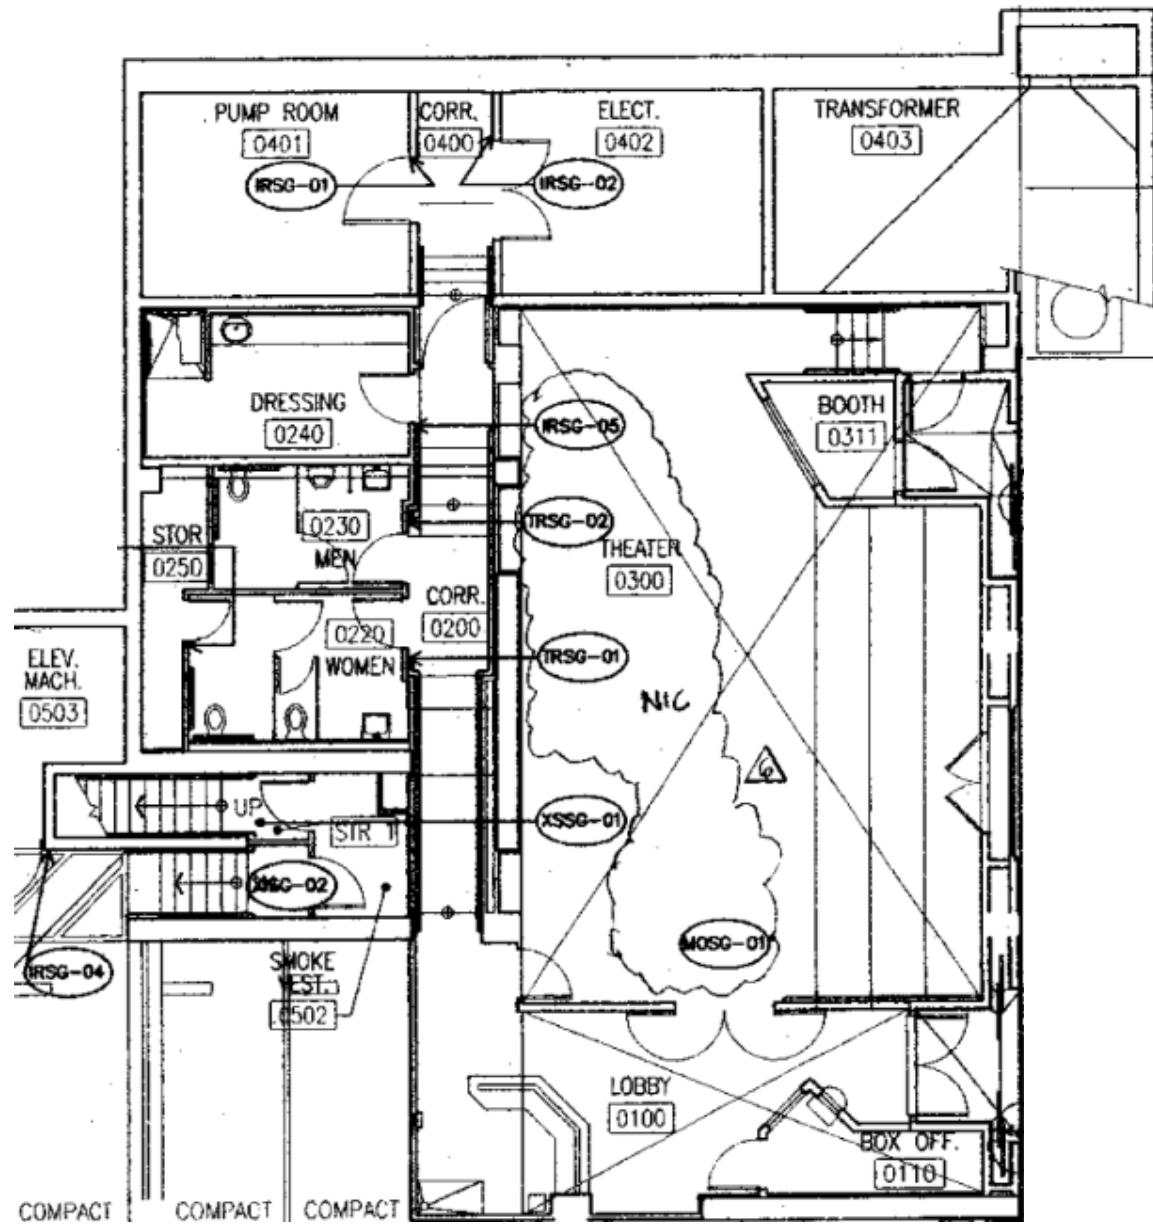 PUMP ROOM
0401
CORR.
0400
ELECT.
0402
TRANSFORMER
0403
IRSG-01
IRSG-02
DRESSING
0240
IRSG-05
BOOTH
0311
TRSG-02
STOR
0250
0230
MEN
THEATER
0300
CORR.
0200
0220
WOMEN
TRSG-01
ELEV.
MACH.
0503
NIC
6
UP
STR 1
XSSG-01
IRSG-04
SMOKE
VEST.
0502
MOSG-01
LOBBY
0100
BOX OFF.
0110
COMPACT
COMPACT
COMPACT